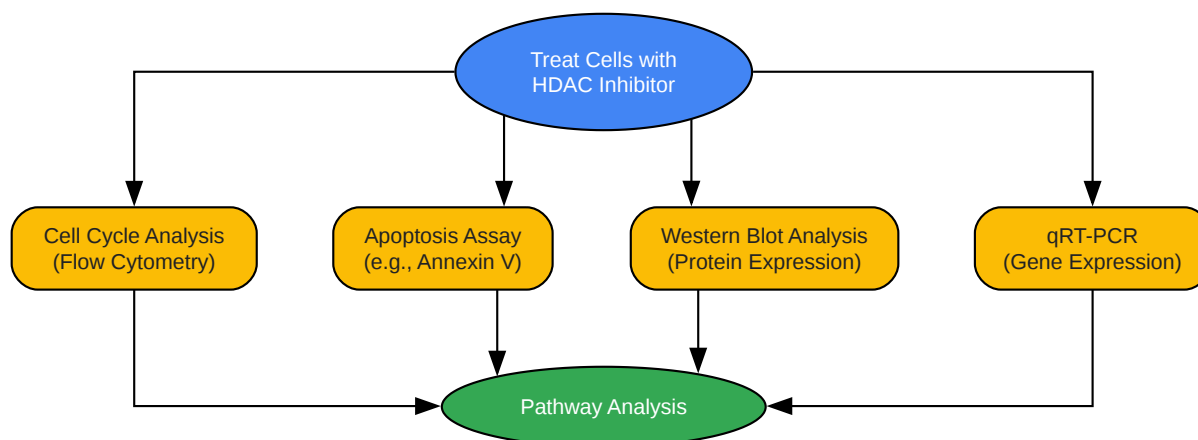 Treat Cells with
HDAC Inhibitor
Cell Cycle Analysis
(Flow Cytometry)
Apoptosis Assay
(e.g., Annexin V)
Western Blot Analysis
(Protein Expression)
qRT-PCR
(Gene Expression)
Pathway Analysis